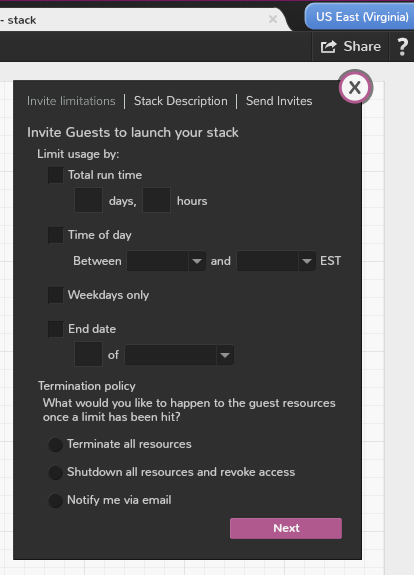 - stack
US East (Virginia)
Share ?
X
Invite limitations | Stack Description | Send Invites
Invite Guests to launch your stack
Limit usage by:
Total run time
days, hours
Time of day
Between and EST
Weekdays only
End date
of
Termination policy
What would you like to happen to the guest resources
once a limit has been hit?
Terminate all resources
Shutdown all resources and revoke access
Notify me via email
Next